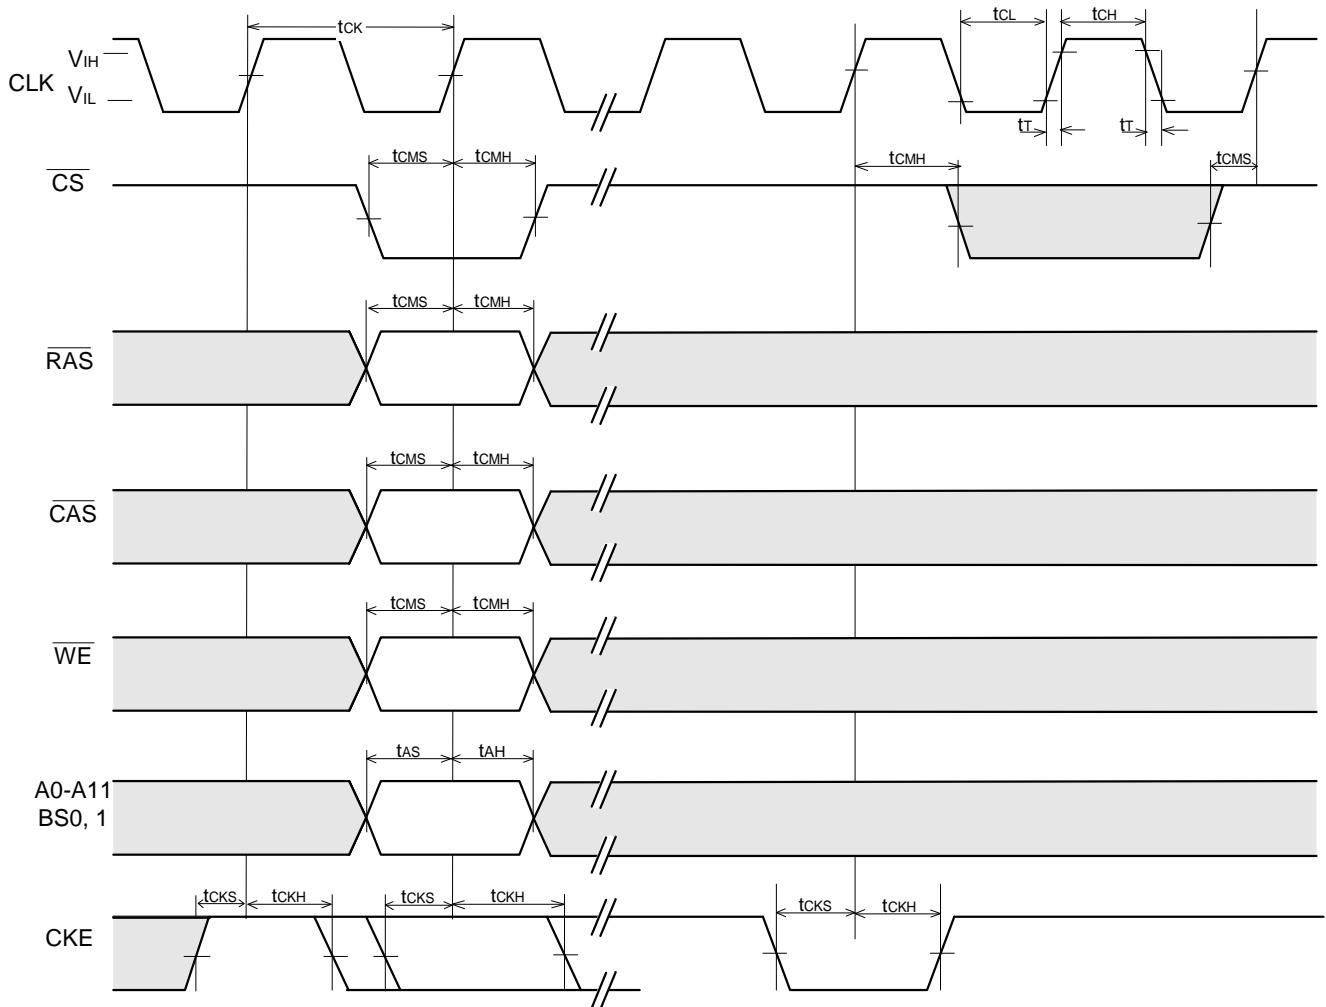 tCK
tCL
tCH
VIH
CLK
VIL
tT
tT
tCMS
tCMH
tCMH
tCMS
CS
tCMS
tCMH
RAS
tCMS
tCMH
CAS
tCMS
tCMH
WE
tAS
tAH
A0-A11
BS0, 1
tCKS
tCKH
tCKS
tCKH
tCKS
tCKH
CKE